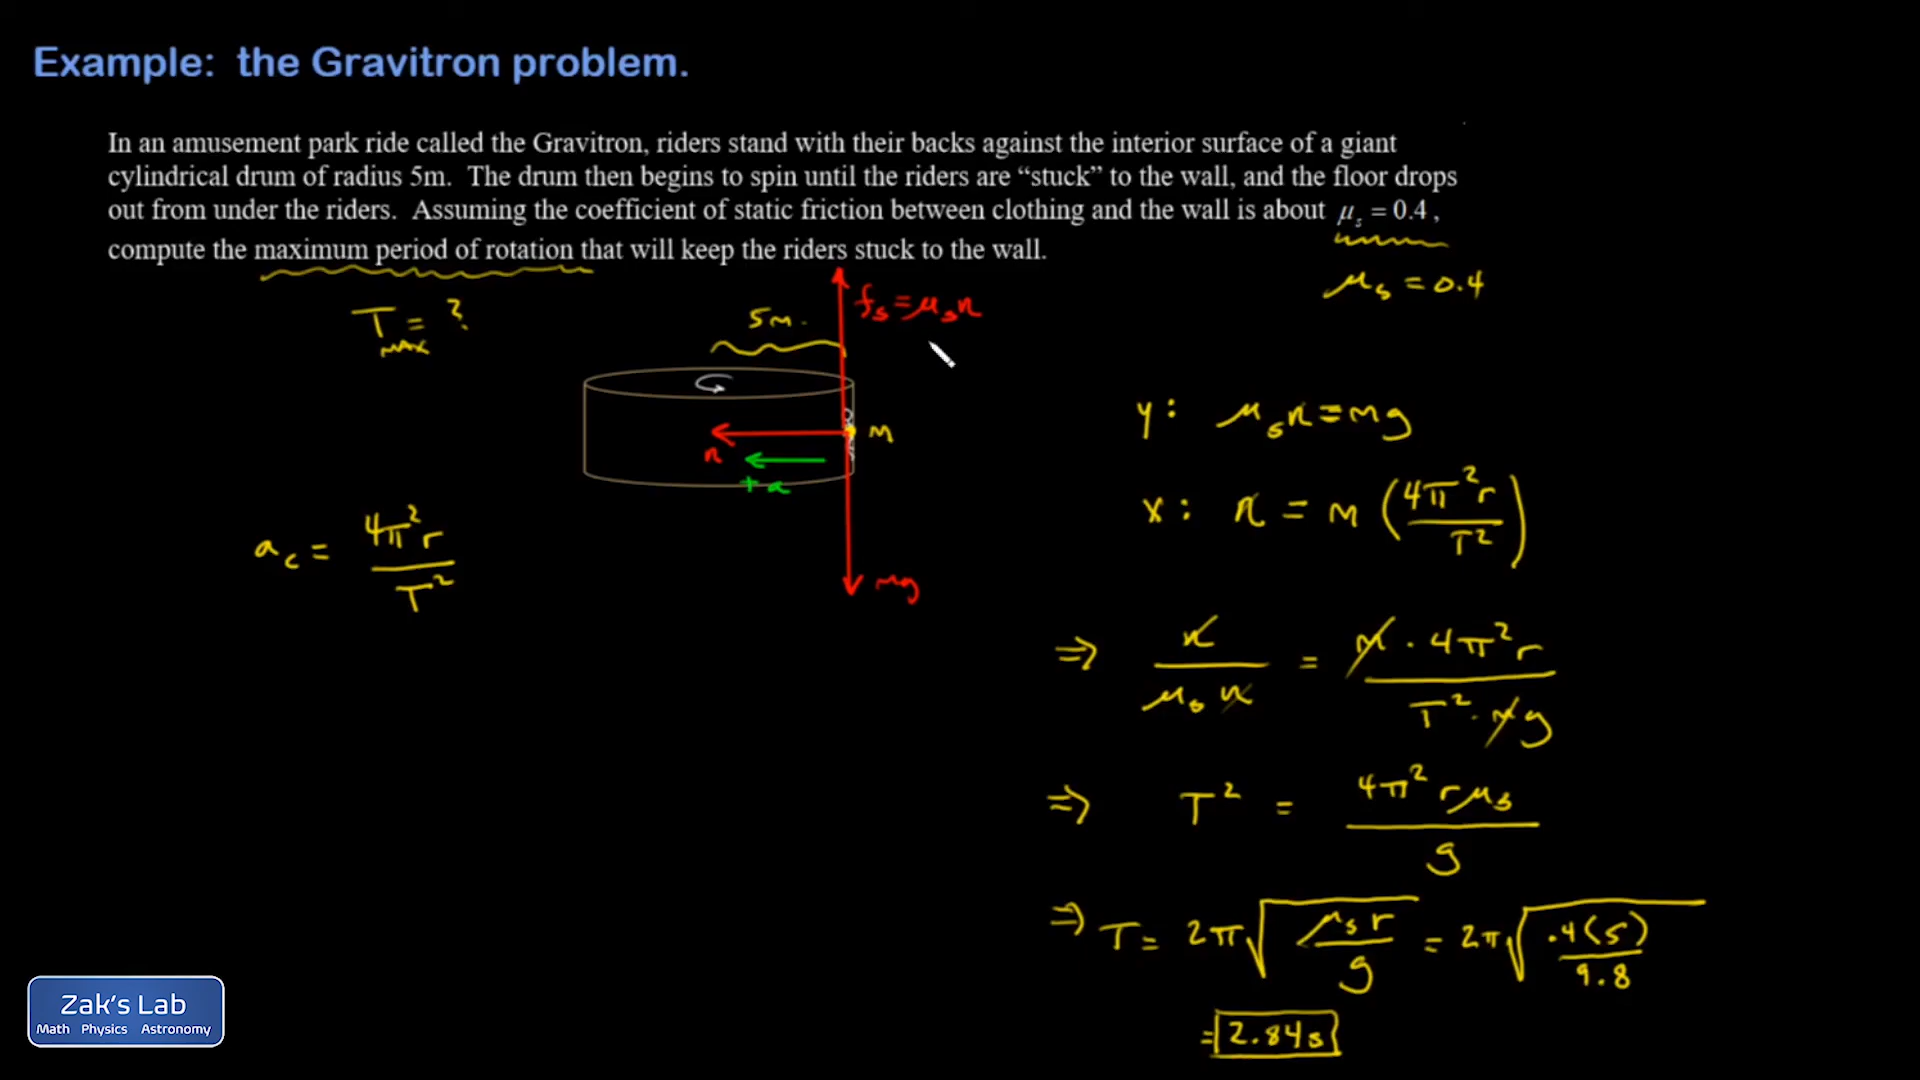 Example: the Gravitron problem.
In an amusement park ride called the Gravitron, riders stand with their backs against the interior surface of a giant
cylindrical drum of radius 5m. The drum then begins to spin until the riders are “stuck” to the wall, and the floor drops
out from under the riders. Assuming the coefficient of static friction between clothing and the wall is about μₛ = 0.4 ,
compute the maximum period of rotation that will keep the riders stuck to the wall.
μₛ = 0.4
T_MAX = ?
5m.
fₛ = μₛn
m
n
+a
mg
a_c = 4π²r / T²
y: μₛn = mg
x: n = m (4π²r / T²)
⇒ n / μₛn = m · 4π²r / T² · mg
⇒ T² = 4π² rμₛ / g
⇒ T = 2π√(μₛr / g) = 2π√(.4(5) / 9.8)
= 2.84s
Zak's Lab
Math Physics Astronomy